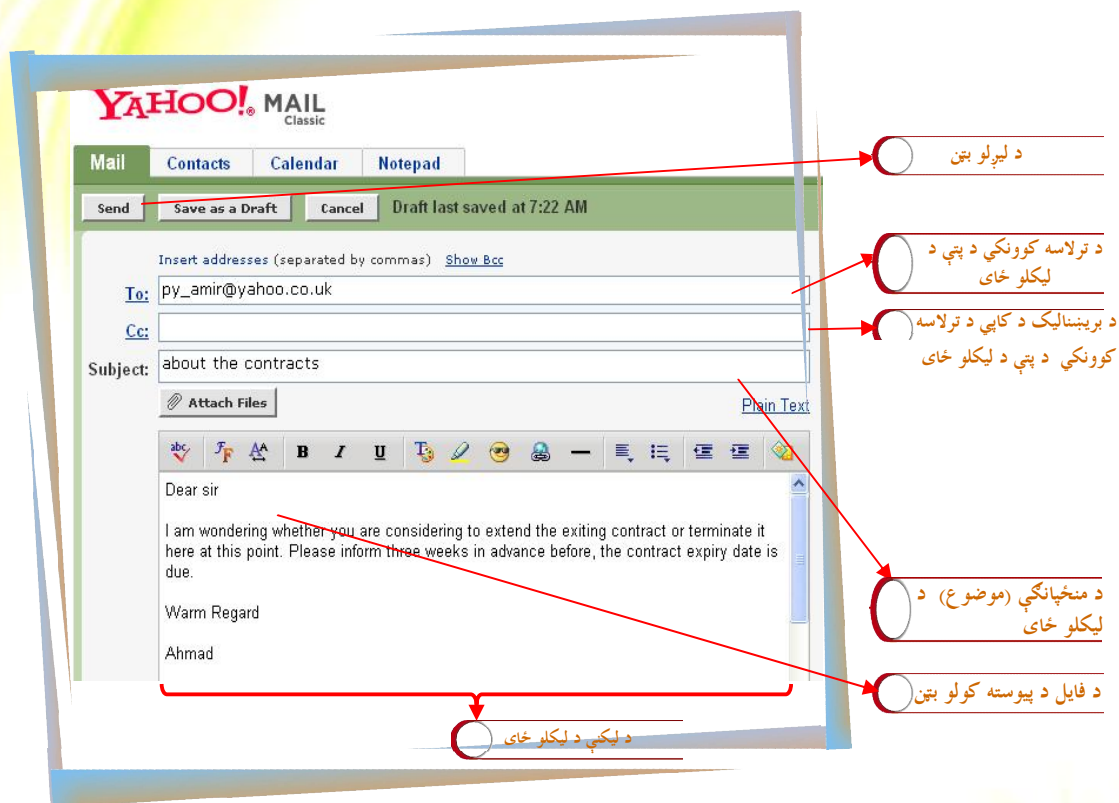 YAHOO!® MAIL
Classic
Mail Contacts Calendar Notepad
Send Save as a Draft Cancel Draft last saved at 7:22 AM
Insert addresses (separated by commas) Show Bcc
To: py_amir@yahoo.co.uk
Cc:
Subject: about the contracts
Attach Files Plain Text
abc B I U
Dear sir
I am wondering whether you are considering to extend the exiting contract or terminate it
here at this point. Please inform three weeks in advance before, the contract expiry date is
due.
Warm Regard
Ahmad
د لیږلو بټن
د ترلاسه کوونکي د پتې د
لیکلو ځای
د بریښنالیک د کاپي د ترلاسه
کوونکي د پتې د لیکلو ځای
د منځپانګې (موضوع) د
لیکلو ځای
د فایل د پیوسته کولو بټن
د لیکنې د لیکلو ځای